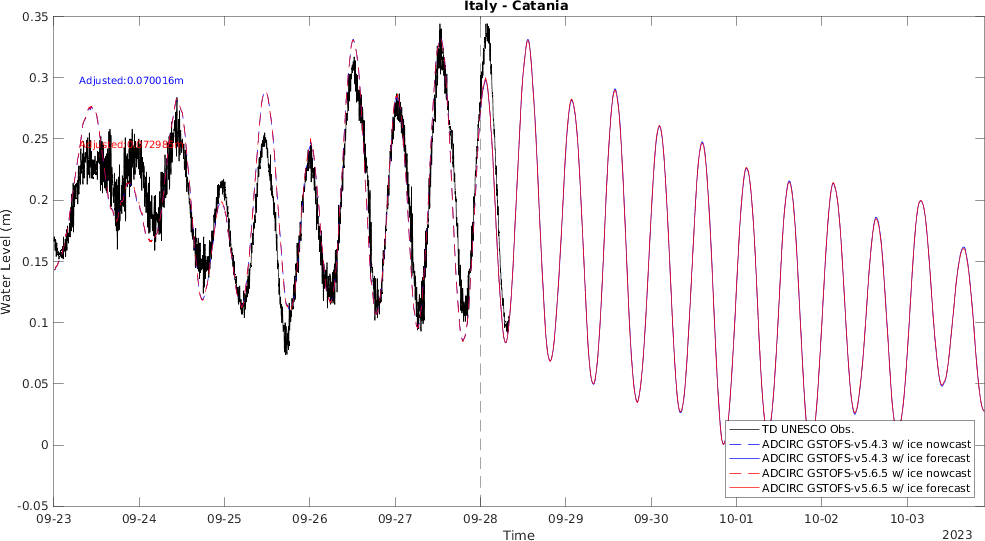 Italy - Catania
0.35
0.3
0.25
0.2
0.15
0.1
0.05
0
-0.05
Water Level (m)
Adjusted:0.070016m
09-23
09-24
09-25
09-26
09-27
09-28
09-29
09-30
10-01
10-02
10-03
Time
2023
TD UNESCO Obs.
ADCIRC GSTOFS-v5.4.3 w/ ice nowcast
ADCIRC GSTOFS-v5.4.3 w/ ice forecast
ADCIRC GSTOFS-v5.6.5 w/ ice nowcast
ADCIRC GSTOFS-v5.6.5 w/ ice forecast